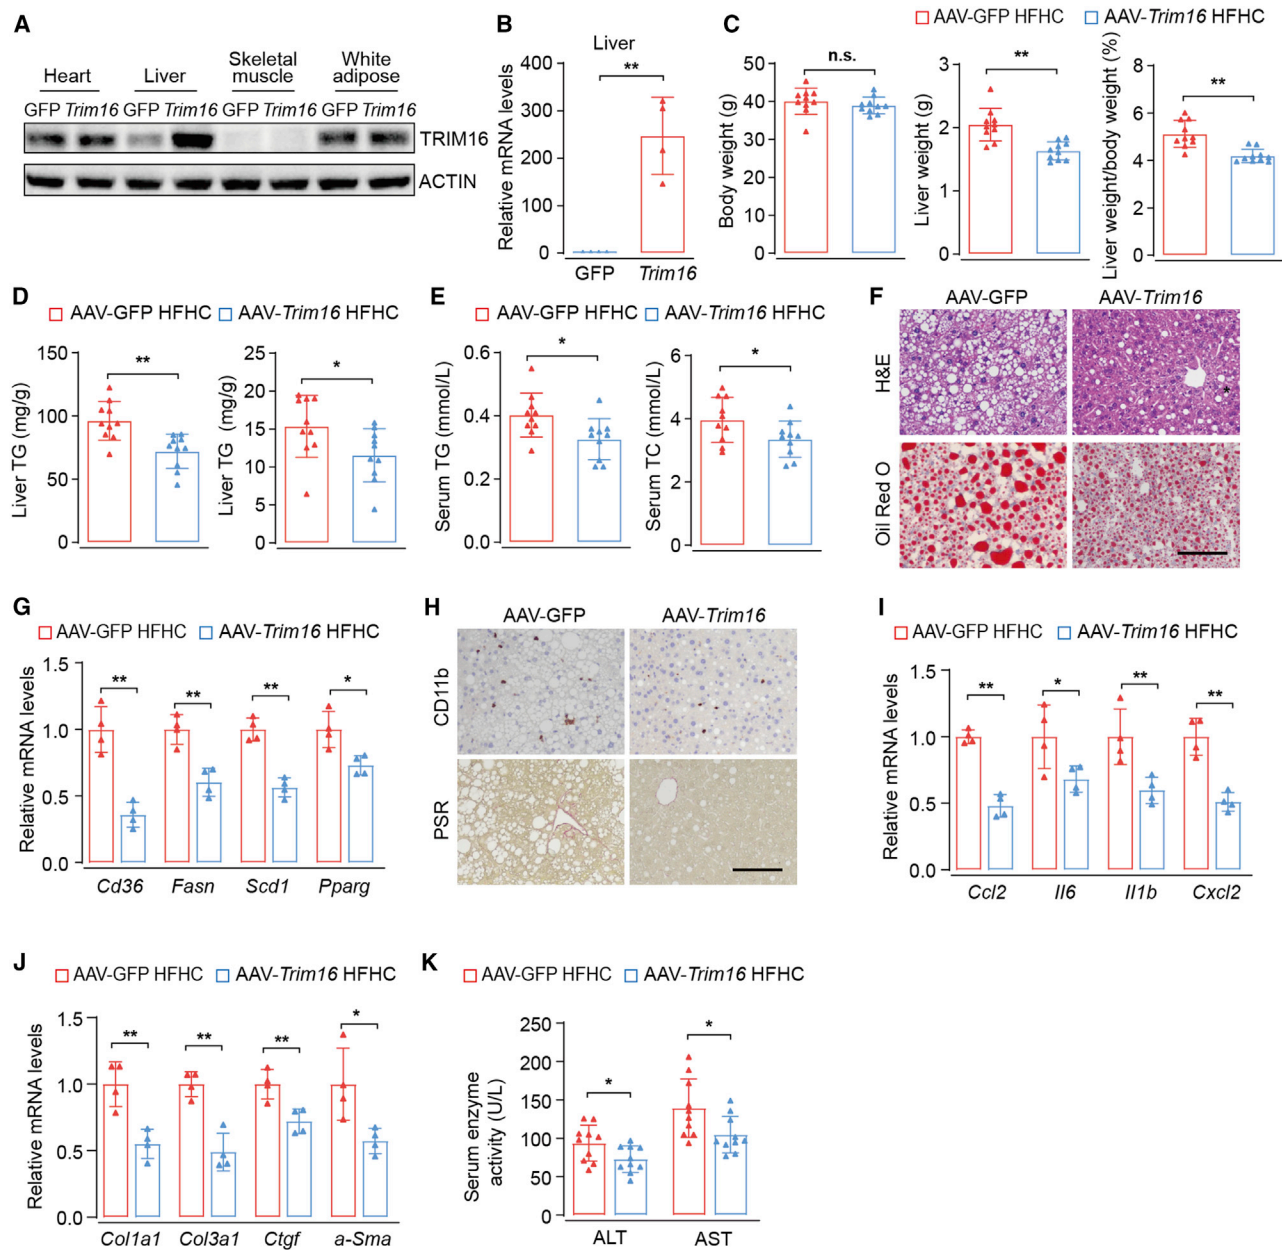 A
Heart
Liver
Skeletal
muscle
White
adipose
GFP Trim16 GFP Trim16 GFP Trim16 GFP Trim16
TRIM16
ACTIN
B
Liver
**
Relative mRNA levels
400
300
200
100
0
GFP
Trim16
C
AAV-GFP HFHC
AAV-Trim16 HFHC
Body weight (g)
50
40
30
20
10
0
n.s.
Liver weight (g)
3
2
1
0
**
Liver weight/body weight (%)
8
6
4
2
0
**
D
AAV-GFP HFHC
AAV-Trim16 HFHC
Liver TG (mg/g)
150
100
50
0
**
Liver TG (mg/g)
25
20
15
10
5
0
*
E
AAV-GFP HFHC
AAV-Trim16 HFHC
Serum TG (mmol/L)
0.6
0.4
0.2
0.0
*
Serum TC (mmol/L)
6
4
2
0
*
F
AAV-GFP
AAV-Trim16
H&E
*
Oil Red O
G
AAV-GFP HFHC
AAV-Trim16 HFHC
Relative mRNA levels
1.5
1.0
0.5
0.0
**
**
**
*
Cd36
Fasn
Scd1
Pparg
H
AAV-GFP
AAV-Trim16
CD11b
PSR
I
AAV-GFP HFHC
AAV-Trim16 HFHC
Relative mRNA levels
1.5
1.0
0.5
0.0
**
*
**
**
Ccl2
Il6
Il1b
Cxcl2
J
AAV-GFP HFHC
AAV-Trim16 HFHC
Relative mRNA levels
1.5
1.0
0.5
0.0
**
**
**
*
Col1a1
Col3a1
Ctgf
a-Sma
K
AAV-GFP HFHC
AAV-Trim16 HFHC
Serum enzyme
activity (U/L)
250
200
150
100
50
0
*
*
ALT
AST